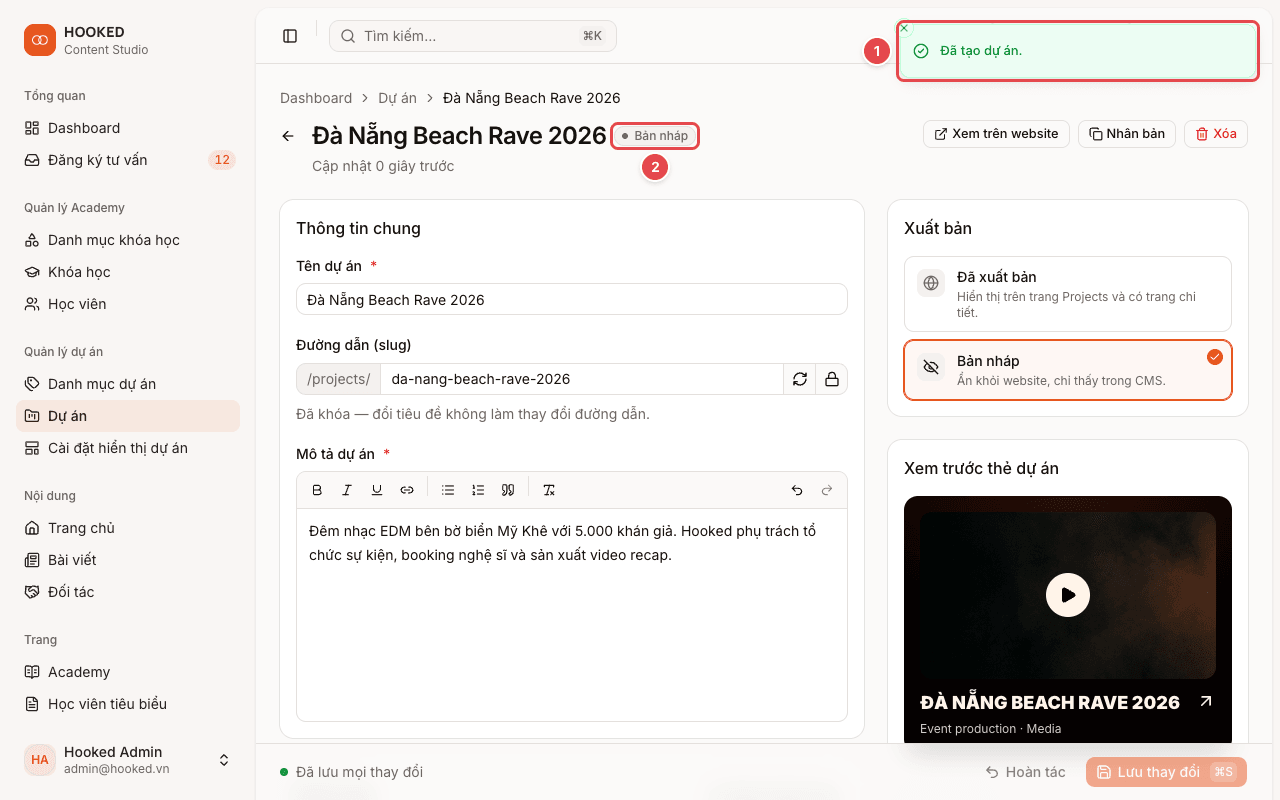 HOOKED
Content Studio
Tổng quan
Dashboard
Đăng ký tư vấn 12
Quản lý Academy
Danh mục khóa học
Khóa học
Học viên
Quản lý dự án
Danh mục dự án
Dự án
Cài đặt hiển thị dự án
Nội dung
Trang chủ
Bài viết
Đối tác
Trang
Academy
Học viên tiêu biểu
HA
Hooked Admin
admin@hooked.vn
Tìm kiếm... ⌘K
1
Đã tạo dự án.
Dashboard > Dự án > Đà Nẵng Beach Rave 2026
Đà Nẵng Beach Rave 2026 Bản nháp
2
Cập nhật 0 giây trước
Xem trên website Nhân bản Xóa
Thông tin chung
Tên dự án *
Đà Nẵng Beach Rave 2026
Đường dẫn (slug)
/projects/ da-nang-beach-rave-2026
Đã khóa — đổi tiêu đề không làm thay đổi đường dẫn.
Mô tả dự án *
Đêm nhạc EDM bên bờ biển Mỹ Khê với 5.000 khán giả. Hooked phụ trách tổ
chức sự kiện, booking nghệ sĩ và sản xuất video recap.
Xuất bản
Đã xuất bản
Hiển thị trên trang Projects và có trang chi
tiết.
Bản nháp
Ẩn khỏi website, chỉ thấy trong CMS.
Xem trước thẻ dự án
ĐÀ NẴNG BEACH RAVE 2026
Event production · Media
Đã lưu mọi thay đổi
Hoàn tác
Lưu thay đổi ⌘S